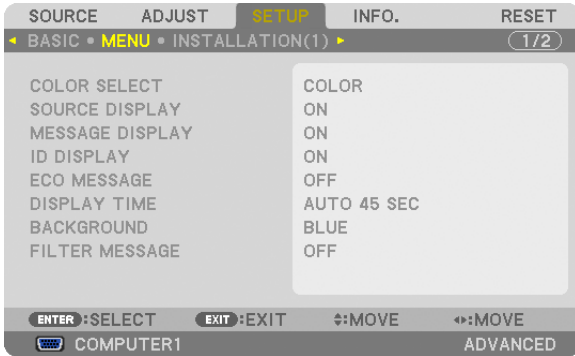 SOURCE ADJUST SETUP INFO. RESET
BASIC • MENU • INSTALLATION(1) 1/2
COLOR SELECT COLOR
SOURCE DISPLAY ON
MESSAGE DISPLAY ON
ID DISPLAY ON
ECO MESSAGE OFF
DISPLAY TIME AUTO 45 SEC
BACKGROUND BLUE
FILTER MESSAGE OFF
ENTER :SELECT EXIT :EXIT :MOVE :MOVE
COMPUTER1 ADVANCED